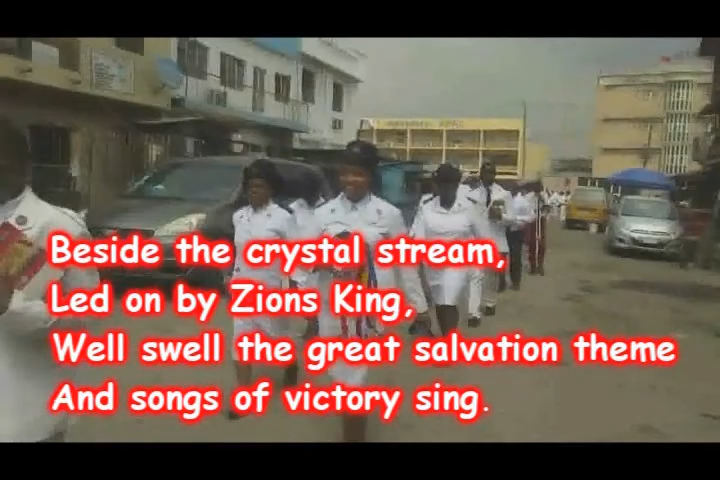 Beside the crystal stream,
Led on by Zions King,
Well swell the great salvation theme
And songs of victory sing.